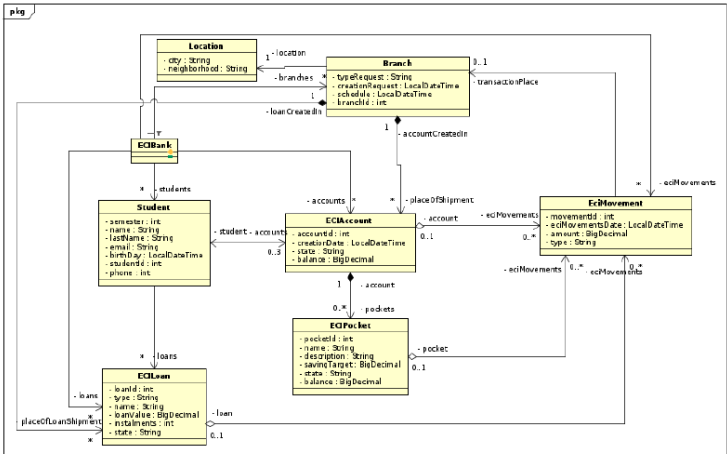 pkg
Location
- city : String
- neighborhood : String
1
- location
Branch
- typeRequest : String
- creationRequest : LocalDateTime
- schedule : LocalDateTime
- branchId : int
0..1
- transactionPlace
*
- branches
1
- loanCreatedIn
1
- accountCreatedIn
ECIBank
* - students
- accounts *
* - placeOfShipment
* - eciMovements
Student
- semester : int
- name : String
- lastName : String
- email : String
- birthDay : LocalDateTime
- studentId : int
- phone : int
- student - accounts
0..3
ECIAccount
- accountId : int
- creationDate : LocalDateTime
- state : String
- balance : BigDecimal
- account
0..1
- eciMovements
0..*
EciMovement
- movementId : int
- eciMovementsDate : LocalDateTime
- amount : BigDecimal
- type : String
1 - account
0..* - pockets
- eciMovements
0..*
0..*
- eciMovements
ECIPocket
- pocketId : int
- name : String
- description : String
- savingTarget : BigDecimal
- state : String
- balance : BigDecimal
- pocket
0..1
* - loans
ECILoan
- loanId : int
- type : String
- name : String
- loanValue : BigDecimal
- instalments : int
- state : String
- loans
*
- placeOfLoanShipment
*
- loan
0..1